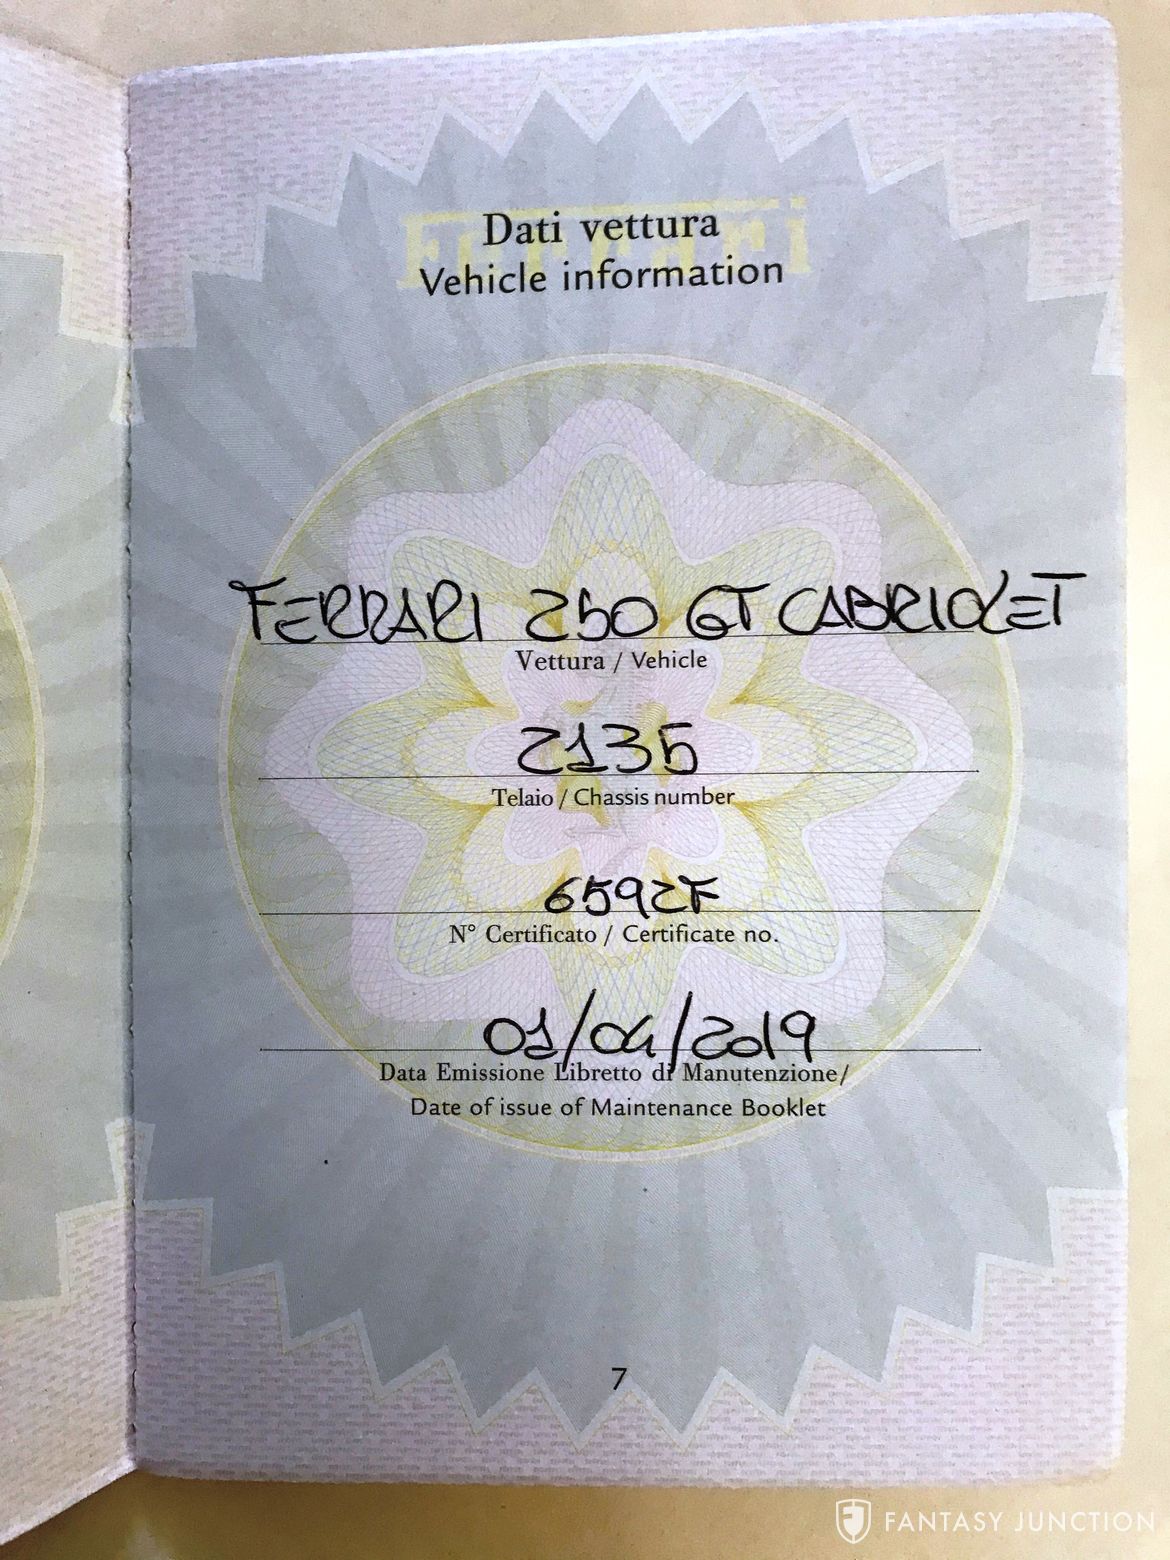 Ferrari
Dati vettura
Vehicle information
FERRARI 250 GT CABRIOLET
Vettura / Vehicle
2135
Telaio / Chassis number
6592F
N° Certificato / Certificate no.
01/04/2019
Data Emissione Libretto di Manutenzione/
Date of issue of Maintenance Booklet
7
FANTASY JUNCTION